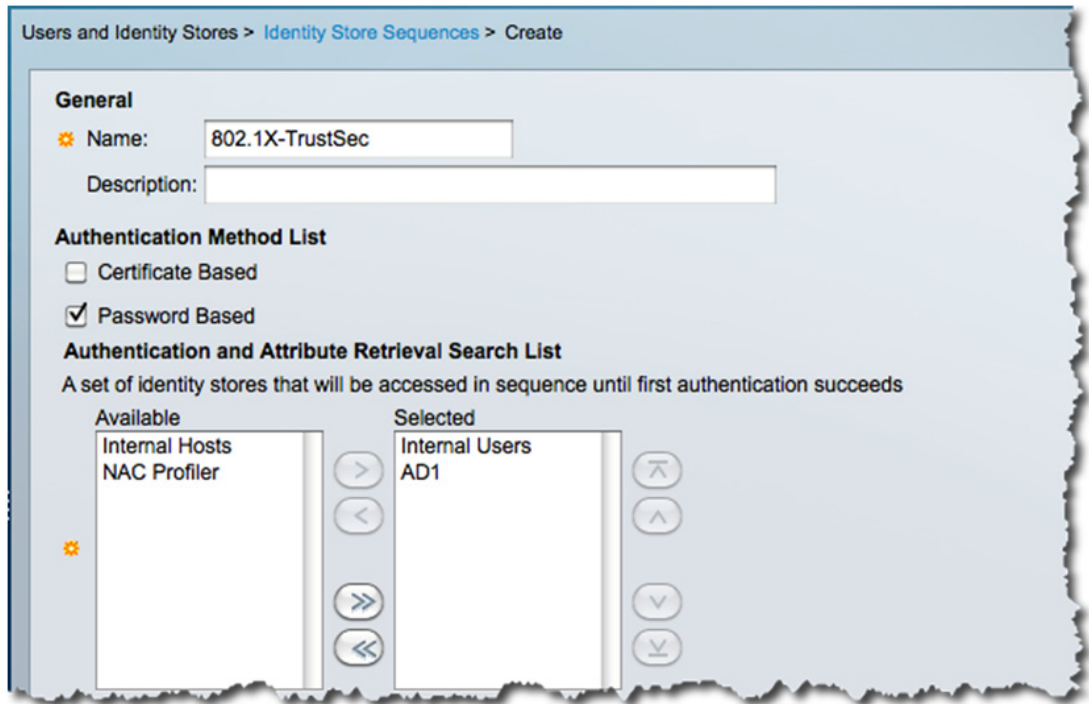 Users and Identity Stores > Identity Store Sequences > Create
General
Name: 802.1X-TrustSec
Description:
Authentication Method List
Certificate Based
Password Based
Authentication and Attribute Retrieval Search List
A set of identity stores that will be accessed in sequence until first authentication succeeds
Available Selected
Internal Hosts Internal Users
NAC Profiler AD1